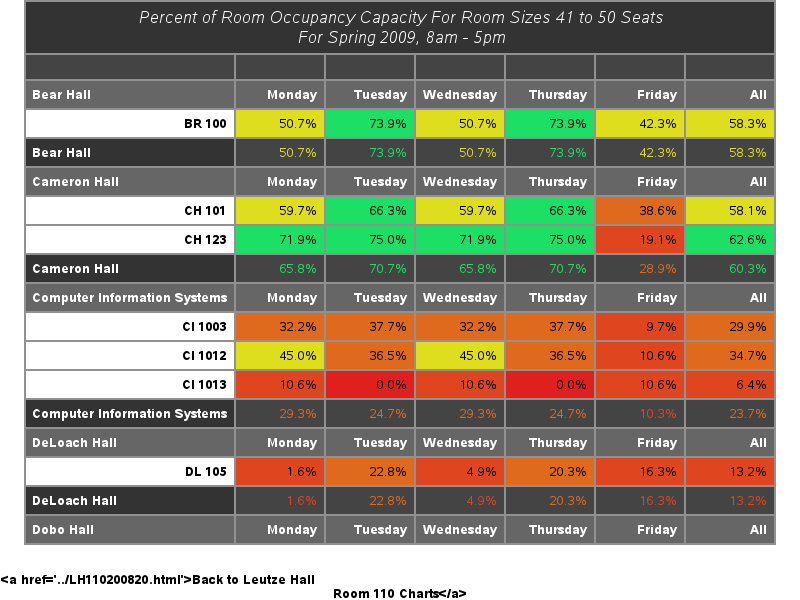 Percent of Room Occupancy Capacity For Room Sizes 41 to 50 Seats
For Spring 2009, 8am - 5pm
Bear Hall Monday Tuesday Wednesday Thursday Friday All
BR 100 50.7% 73.9% 50.7% 73.9% 42.3% 58.3%
Bear Hall 50.7% 73.9% 50.7% 73.9% 42.3% 58.3%
Cameron Hall Monday Tuesday Wednesday Thursday Friday All
CH 101 59.7% 66.3% 59.7% 66.3% 38.6% 58.1%
CH 123 71.9% 75.0% 71.9% 75.0% 19.1% 62.6%
Cameron Hall 65.8% 70.7% 65.8% 70.7% 28.9% 60.3%
Computer Information Systems Monday Tuesday Wednesday Thursday Friday All
CI 1003 32.2% 37.7% 32.2% 37.7% 9.7% 29.9%
CI 1012 45.0% 36.5% 45.0% 36.5% 10.6% 34.7%
CI 1013 10.6% 0.0% 10.6% 0.0% 10.6% 6.4%
Computer Information Systems 29.3% 24.7% 29.3% 24.7% 10.3% 23.7%
DeLoach Hall Monday Tuesday Wednesday Thursday Friday All
DL 105 1.6% 22.8% 4.9% 20.3% 16.3% 13.2%
DeLoach Hall 1.6% 22.8% 4.9% 20.3% 16.3% 13.2%
Dobo Hall Monday Tuesday Wednesday Thursday Friday All
&lt;a href='../LH110200820.html'&gt;Back to Leutze Hall
Room 110 Charts&lt;/a&gt;